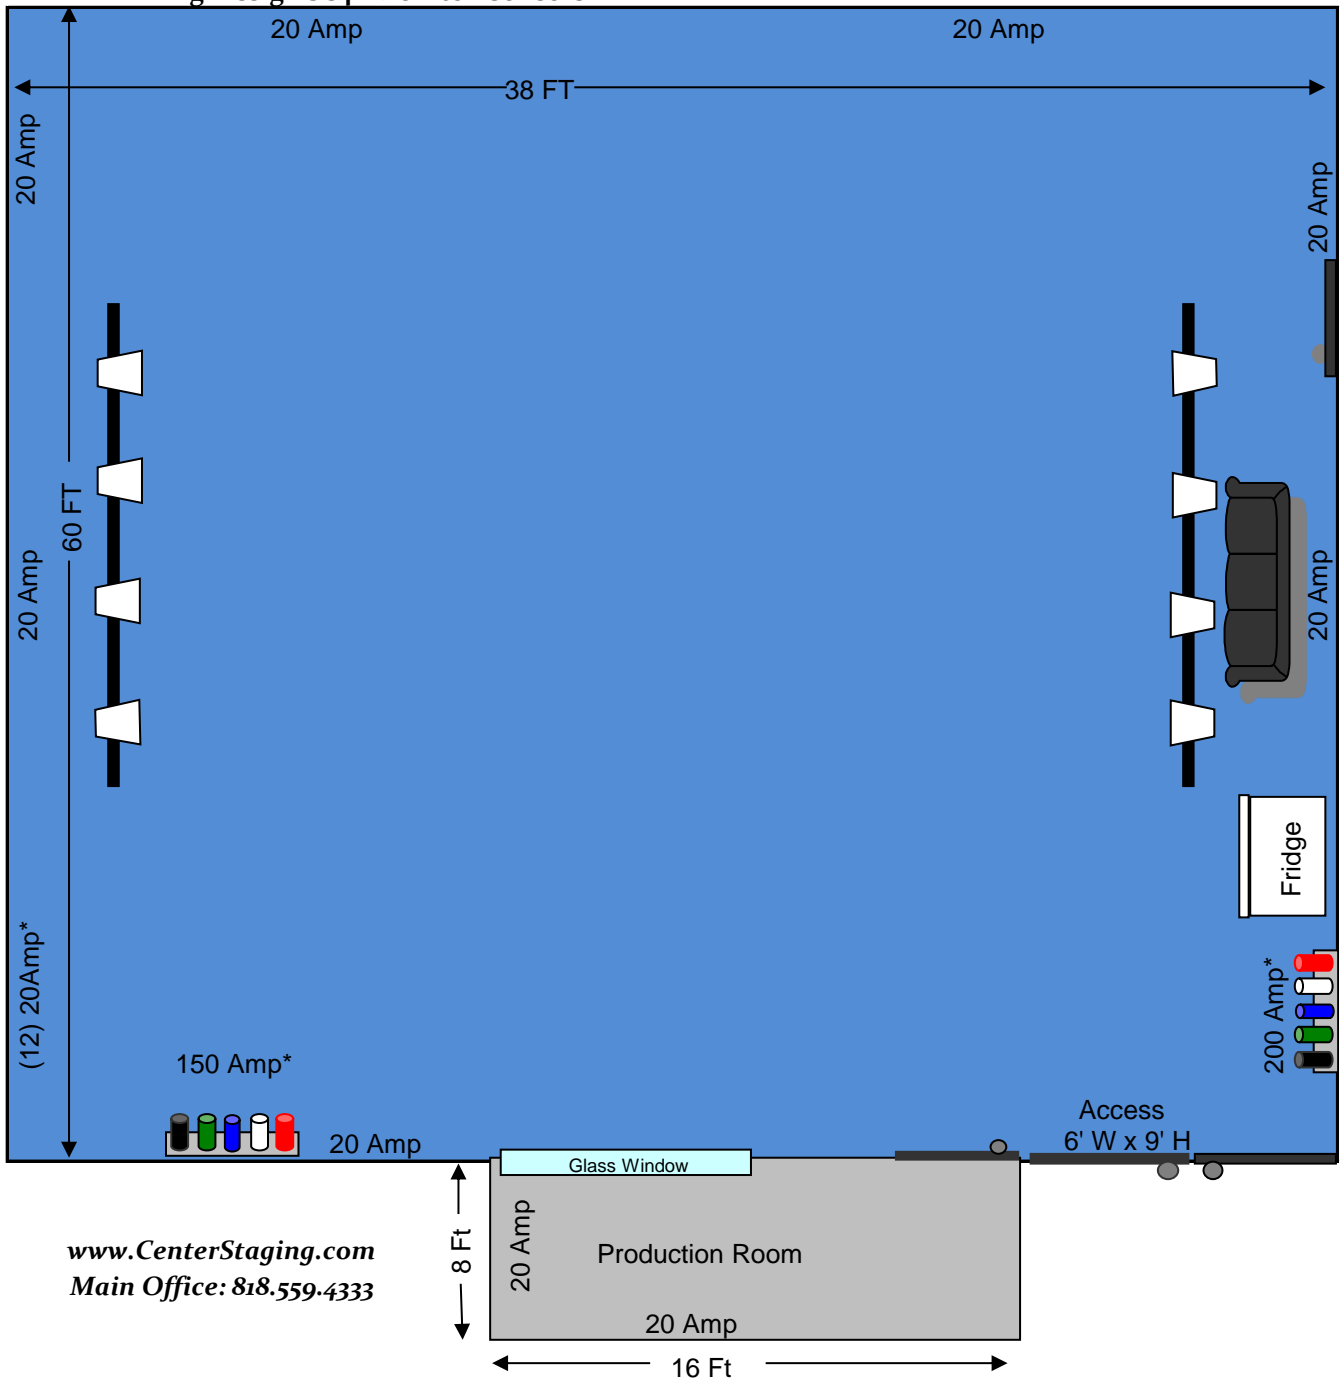 20 Amp
20 Amp
38 FT
20 Amp
20 Amp
60 FT
20 Amp
20 Amp
Fridge
(12) 20Amp*
200 Amp*
150 Amp*
Access
6' W x 9' H
20 Amp
Glass Window
8 Ft
20 Amp
Production Room
www.CenterStaging.com
Main Office: 818.559.4333
20 Amp
16 Ft